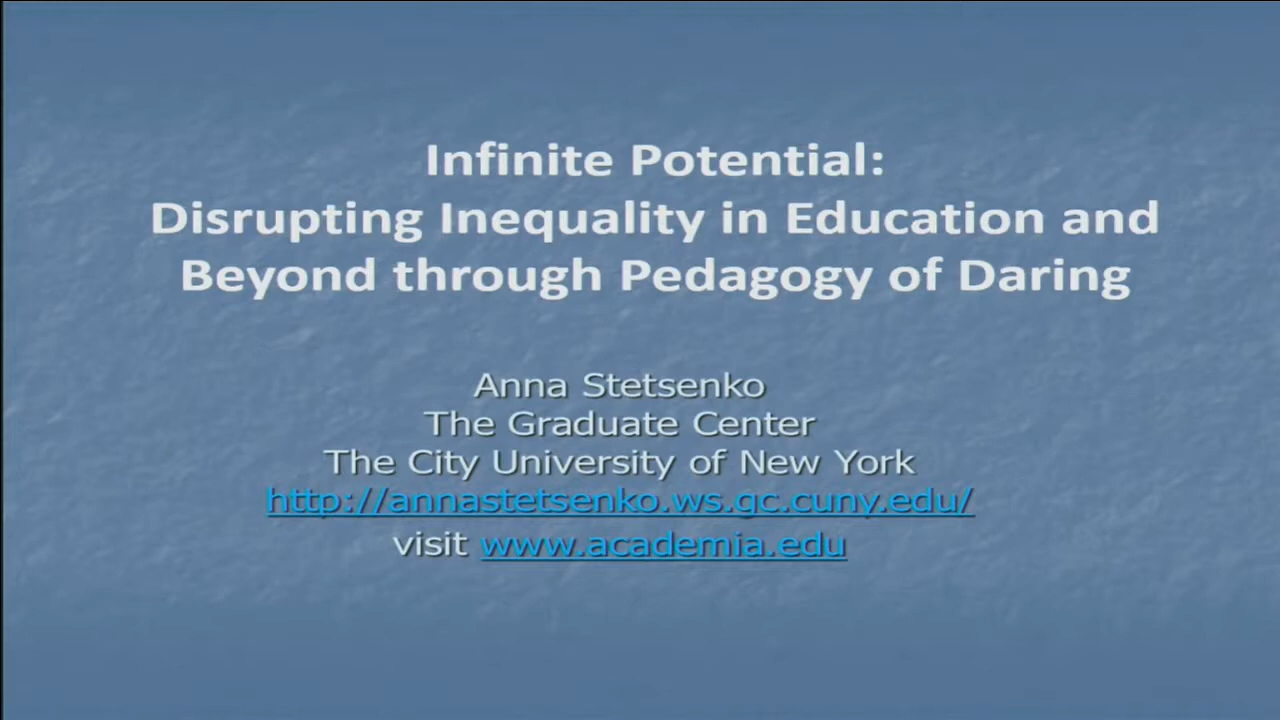 Infinite Potential:
Disrupting Inequality in Education and
Beyond through Pedagogy of Daring
Anna Stetsenko
The Graduate Center
The City University of New York
http://annastetsenko.ws.gc.cuny.edu/
visit www.academia.edu